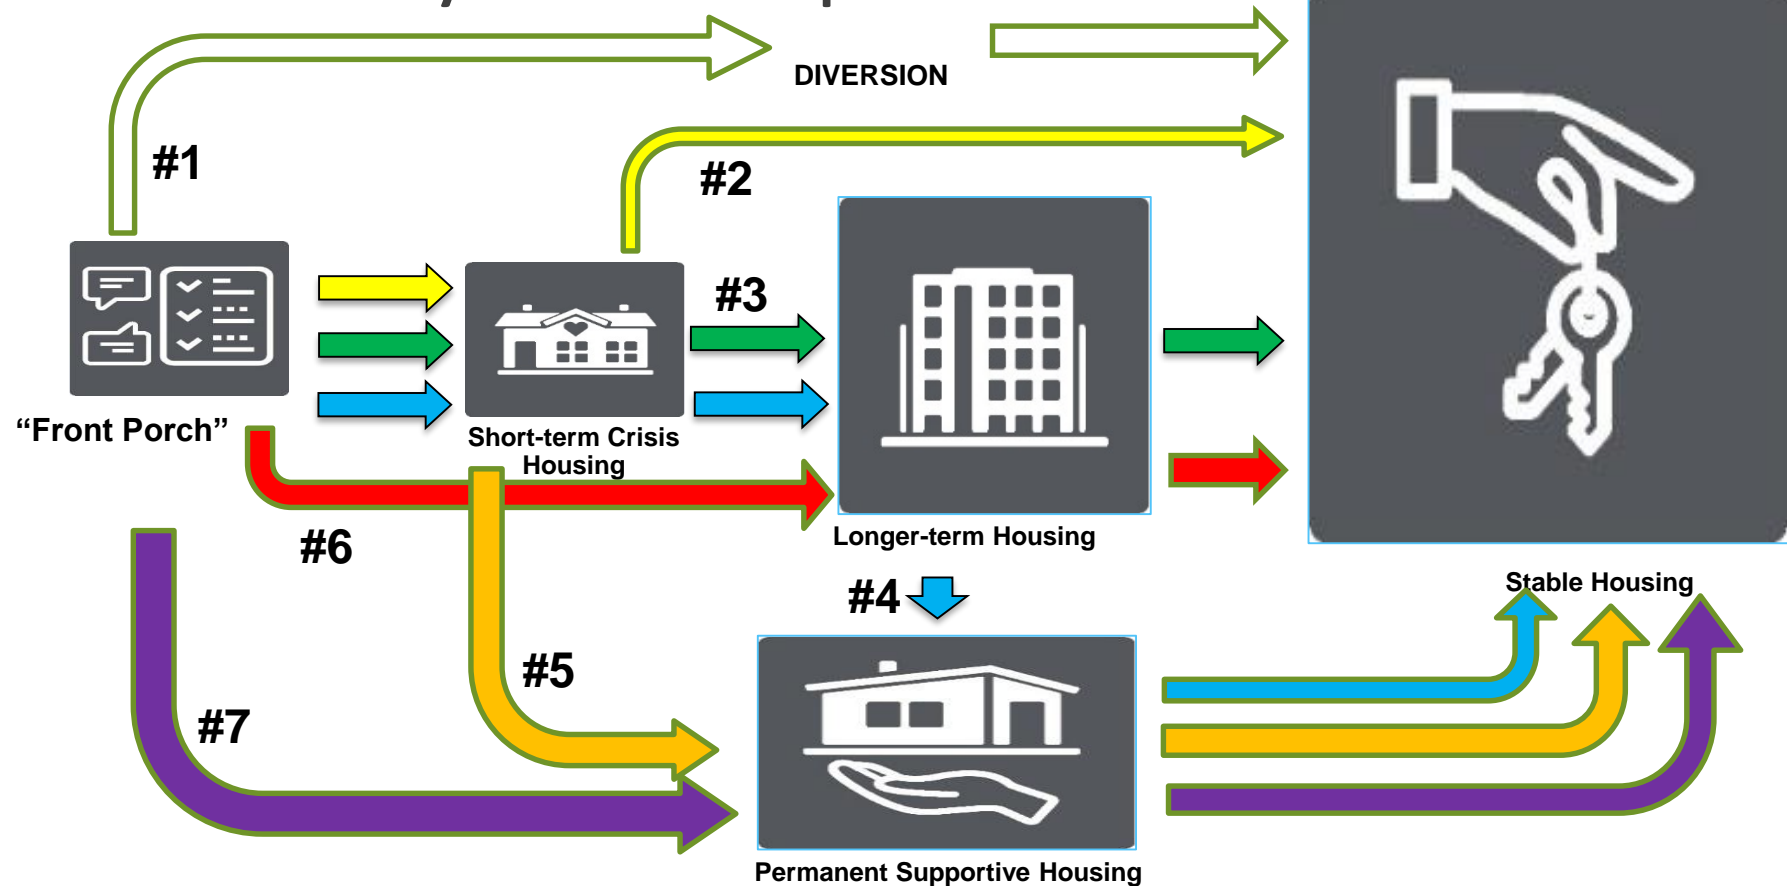 DIVERSION
#1
#2
#3
“Front Porch”
Short-term Crisis
Housing
#6
Longer-term Housing
#4
Stable Housing
#5
#7
Permanent Supportive Housing